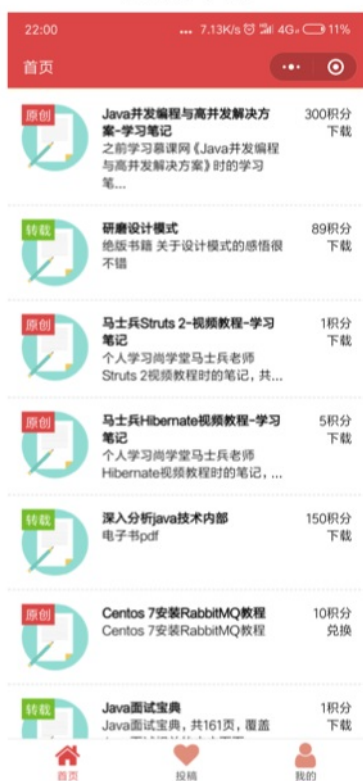 22:00 ... 7.13K/s 4G 11%
首页
原创
Java并发编程与高并发解决方
案-学习笔记
之前学习慕课网《Java并发编程
与高并发解决方案》时的学习
笔...
300积分
下载
转载
研磨设计模式
绝版书籍 关于设计模式的感悟很
不错
89积分
下载
原创
马士兵Struts 2-视频教程-学习
笔记
个人学习尚学堂马士兵老师
Struts 2视频教程时的笔记，共...
1积分
下载
原创
马士兵Hibernate视频教程-学习
笔记
个人学习尚学堂马士兵老师
Hibernate视频教程时的笔记，...
5积分
下载
转载
深入分析java技术内部
电子书pdf
150积分
下载
原创
Centos 7安装RabbitMQ教程
Centos 7安装RabbitMQ教程
10积分
兑换
转载
Java面试宝典
Java面试宝典，共161页，覆盖
1积分
下载
首页
投稿
我的